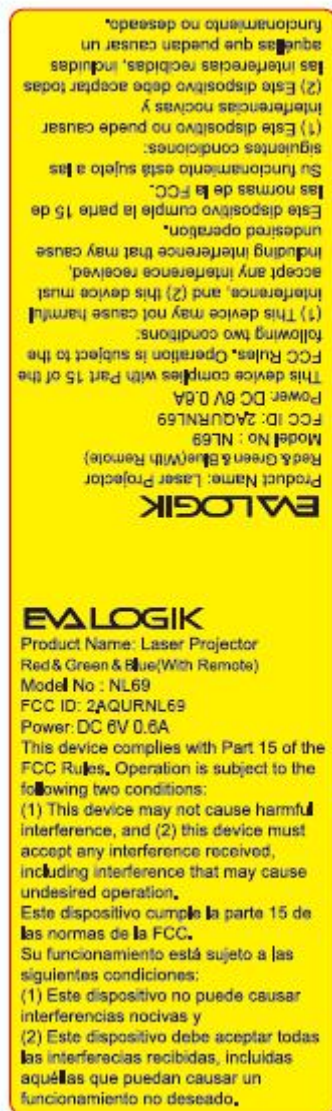 EVALOGIK
Product Name: Laser Projector
Red&Green&Blue(With Remote)
Model No : NL69
FCC ID: 2AQURNL69
Power: DC 6V 0.6A
This device complies with Part 15 of the
FCC Rules. Operation is subject to the
following two conditions:
(1) This device may not cause harmful
interference, and (2) this device must
accept any interference received,
including interference that may cause
undesired operation.
Este dispositivo cumple la parte 15 de
las normas de la FCC.
Su funcionamiento está sujeto a las
siguientes condiciones:
(1) Este dispositivo no puede causar
interferencias nocivas y
(2) Este dispositivo debe aceptar todas
las interferecias recibidas, incluidas
aquéllas que puedan causar un
funcionamiento no deseado.
EVALOGIK
Product Name: Laser Projector
Red&Green&Blue(With Remote)
Model No : NL69
FCC ID: 2AQURNL69
Power: DC 6V 0.6A
This device complies with Part 15 of the
FCC Rules. Operation is subject to the
following two conditions:
(1) This device may not cause harmful
interference, and (2) this device must
accept any interference received,
including interference that may cause
undesired operation.
Este dispositivo cumple la parte 15 de
las normas de la FCC.
Su funcionamiento está sujeto a las
siguientes condiciones:
(1) Este dispositivo no puede causar
interferencias nocivas y
(2) Este dispositivo debe aceptar todas
las interferecias recibidas, incluidas
aquéllas que puedan causar un
funcionamiento no deseado.